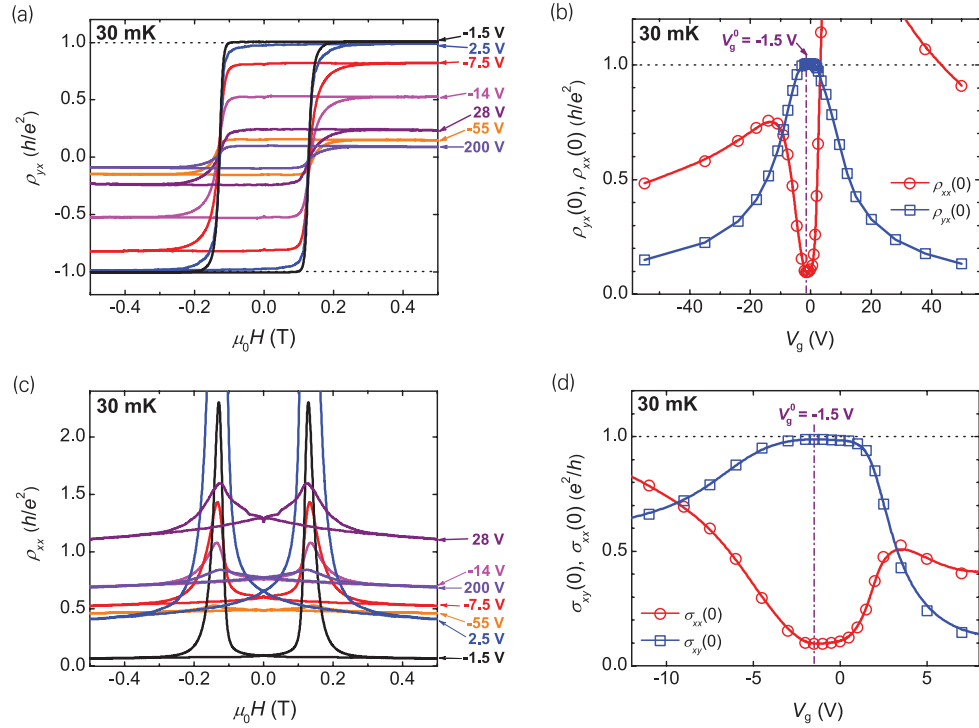 (a)
30 mK
1.0
0.5
0.0
-0.5
-1.0
ρyx (h/e²)
-0.4 -0.2 0.0 0.2 0.4
μ₀H (T)
-1.5 V
2.5 V
-7.5 V
-14 V
28 V
-55 V
200 V
(b)
30 mK
Vg⁰ = -1.5 V
1.0
0.5
ρyx(0), ρxx(0) (h/e²)
ρxx(0)
ρyx(0)
-40 -20 0 20 40
Vg (V)
(c)
30 mK
2.0
1.5
1.0
0.5
0.0
ρxx (h/e²)
-0.4 -0.2 0.0 0.2 0.4
μ₀H (T)
28 V
-14 V
200 V
-7.5 V
-55 V
2.5 V
-1.5 V
(d)
30 mK
Vg⁰ = -1.5 V
1.0
0.5
0.0
σxy(0), σxx(0) (e²/h)
σxx(0)
σxy(0)
-10 -5 0 5
Vg (V)